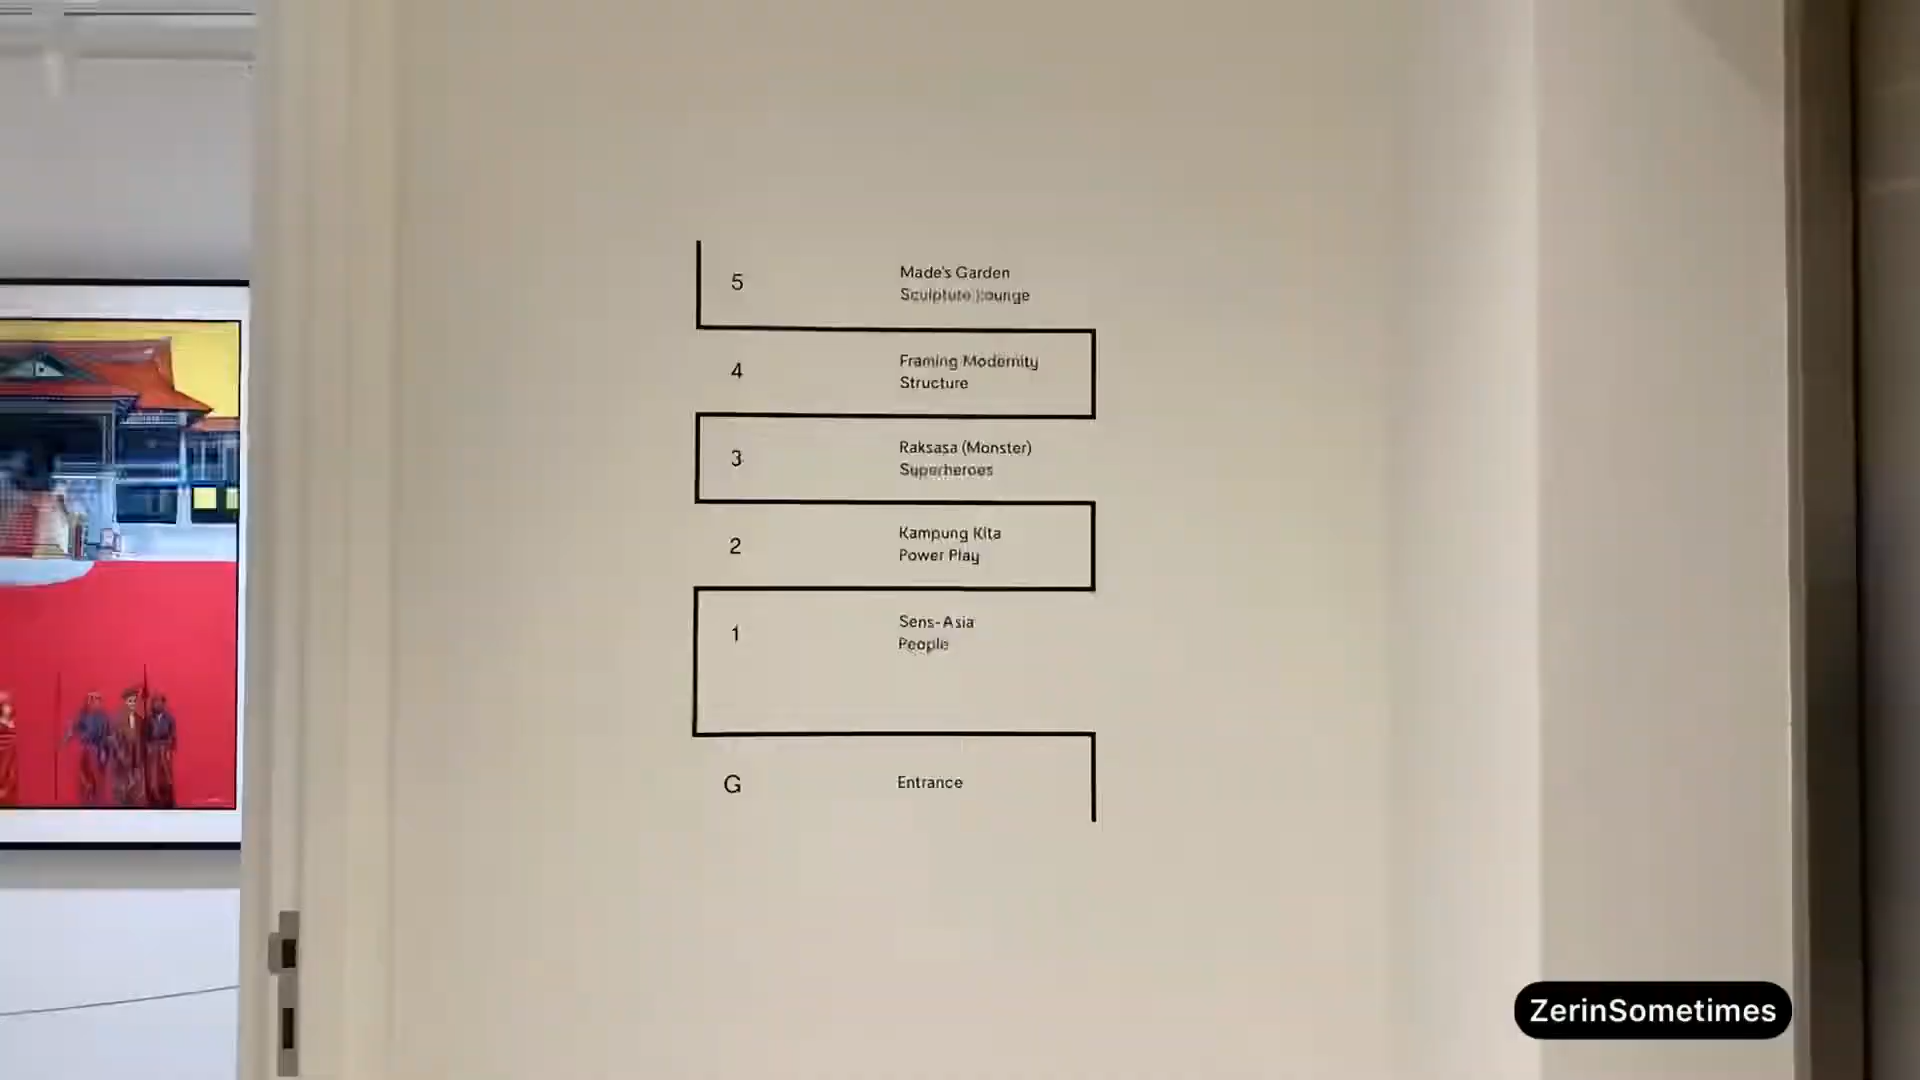 5
Made's Garden
Sculpture Lounge
4
Framing Modernity
Structure
3
Raksasa (Monster)
Superheroes
2
Kampung Kita
Power Play
1
Sens-Asia
People
G
Entrance
ZerinSometimes